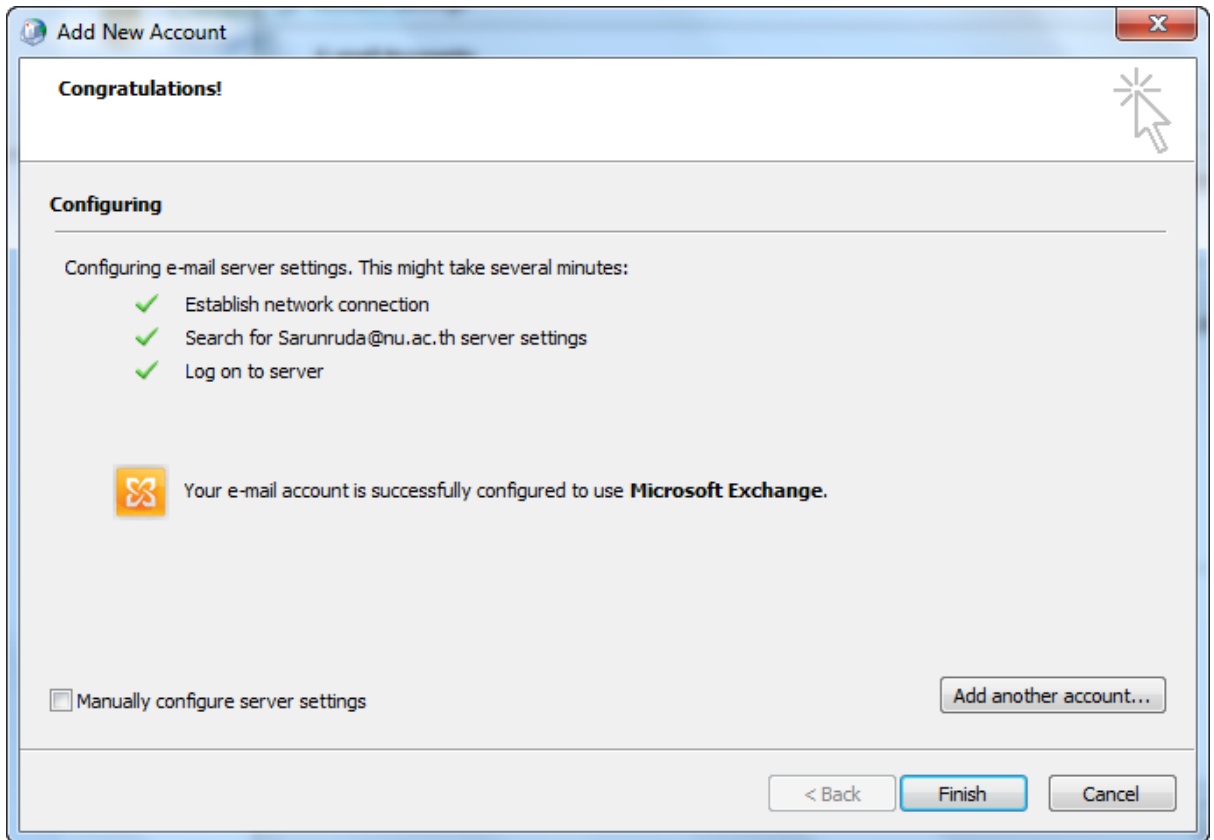 Add New Account
Congratulations!
Configuring
Configuring e-mail server settings. This might take several minutes:
Establish network connection
Search for Sarunruda@nu.ac.th server settings
Log on to server
Your e-mail account is successfully configured to use Microsoft Exchange.
Manually configure server settings
Add another account...
< Back
Finish
Cancel